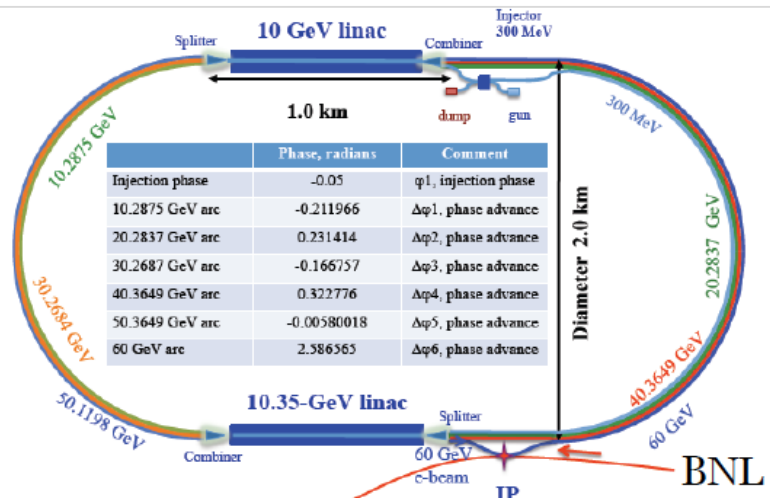 Injector
300 MeV
10 GeV linac
Splitter
Combiner
1.0 km
dump
gun
300 MeV
10.2875 GeV
Phase, radians Comment
Injection phase -0.05 φ1, injection phase
10.2875 GeV arc -0.211966 Δφ1, phase advance
20.2837 GeV arc 0.231414 Δφ2, phase advance
30.2687 GeV arc -0.166757 Δφ3, phase advance
40.3649 GeV arc 0.322776 Δφ4, phase advance
50.3649 GeV arc -0.00580018 Δφ5, phase advance
60 GeV arc 2.586565 Δφ6, phase advance
Diameter 2.0 km
20.2837 GeV
30.2684 GeV
40.3649 GeV
50.1198 GeV
60 GeV
10.35-GeV linac
Splitter
Combiner
60 GeV
e-beam
IP
BNL